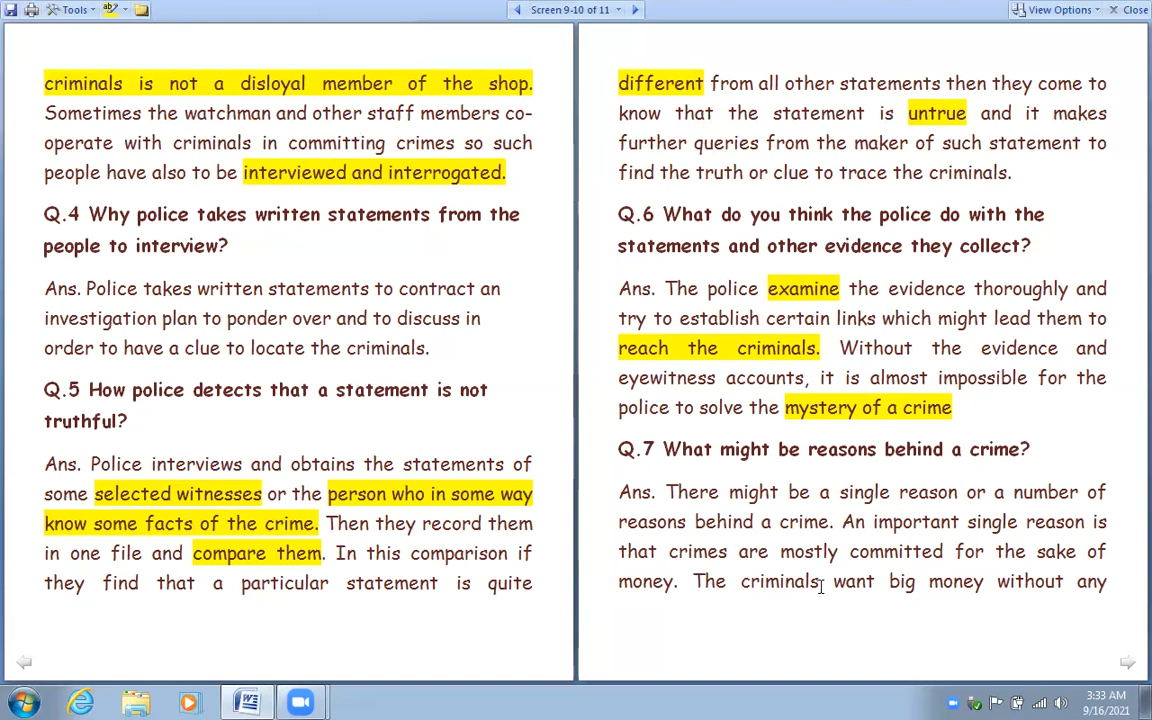 Tools
Screen 9-10 of 11
View Options
Close
criminals is not a disloyal member of the shop.
Sometimes the watchman and other staff members co-
operate with criminals in committing crimes so such
people have also to be interviewed and interrogated.
Q.4 Why police takes written statements from the
people to interview?
Ans. Police takes written statements to contract an
investigation plan to ponder over and to discuss in
order to have a clue to locate the criminals.
Q.5 How police detects that a statement is not
truthful?
Ans. Police interviews and obtains the statements of
some selected witnesses or the person who in some way
know some facts of the crime. Then they record them
in one file and compare them. In this comparison if
they find that a particular statement is quite
different from all other statements then they come to
know that the statement is untrue and it makes
further queries from the maker of such statement to
find the truth or clue to trace the criminals.
Q.6 What do you think the police do with the
statements and other evidence they collect?
Ans. The police examine the evidence thoroughly and
try to establish certain links which might lead them to
reach the criminals. Without the evidence and
eyewitness accounts, it is almost impossible for the
police to solve the mystery of a crime
Q.7 What might be reasons behind a crime?
Ans. There might be a single reason or a number of
reasons behind a crime. An important single reason is
that crimes are mostly committed for the sake of
money. The criminals want big money without any
3:33 AM
9/16/2021